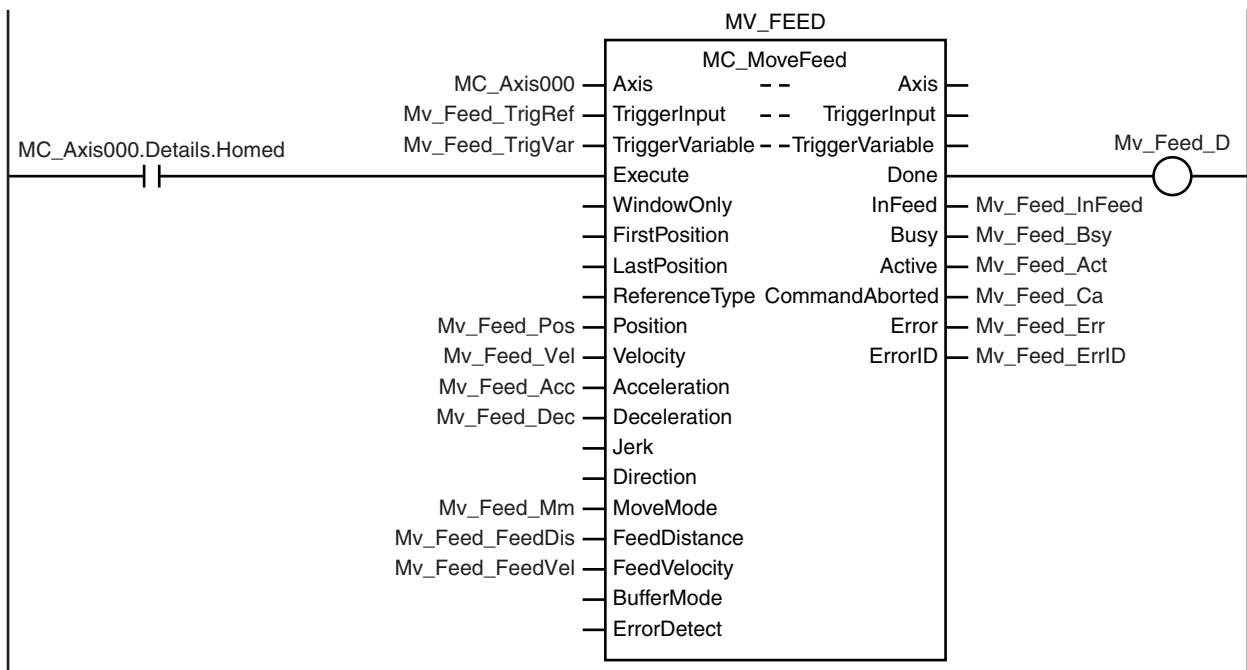 MV_FEED
MC_MoveFeed
MC_Axis000 Axis Axis
Mv_Feed_TrigRef TriggerInput TriggerInput
Mv_Feed_TrigVar TriggerVariable TriggerVariable
MC_Axis000.Details.Homed Mv_Feed_D
Execute Done
WindowOnly InFeed Mv_Feed_InFeed
FirstPosition Busy Mv_Feed_Bsy
LastPosition Active Mv_Feed_Act
ReferenceType CommandAborted Mv_Feed_Ca
Mv_Feed_Pos Position Error Mv_Feed_Err
Mv_Feed_Vel Velocity ErrorID Mv_Feed_ErrID
Mv_Feed_Acc Acceleration
Mv_Feed_Dec Deceleration
Jerk
Direction
Mv_Feed_Mm MoveMode
Mv_Feed_FeedDis FeedDistance
Mv_Feed_FeedVel FeedVelocity
BufferMode
ErrorDetect